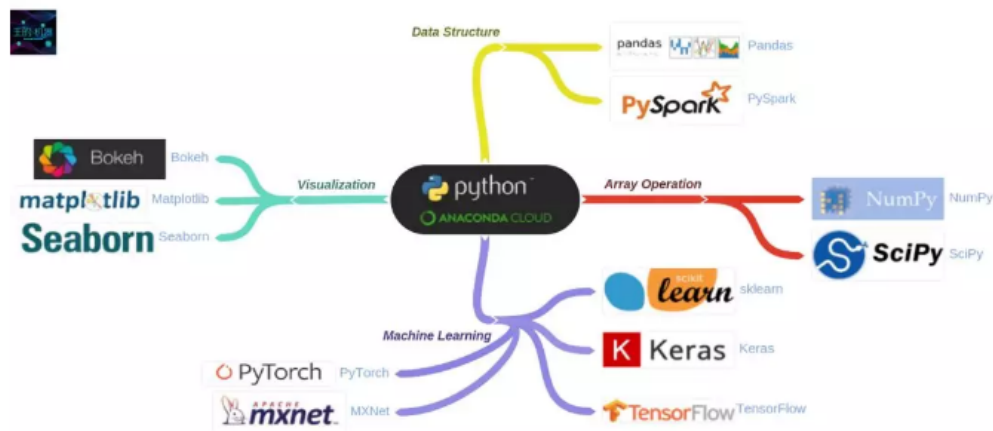 Data Structure
pandas
Pandas
PySpark
PySpark
Bokeh
Bokeh
matplotlib
Matplotlib
Seaborn
Seaborn
Visualization
python
ANACONDA CLOUD
Array Operation
NumPy
NumPy
SciPy
SciPy
Machine Learning
scikit
learn
sklearn
K Keras
Keras
TensorFlow
TensorFlow
PyTorch
PyTorch
APACHE
mxnet
MXNet